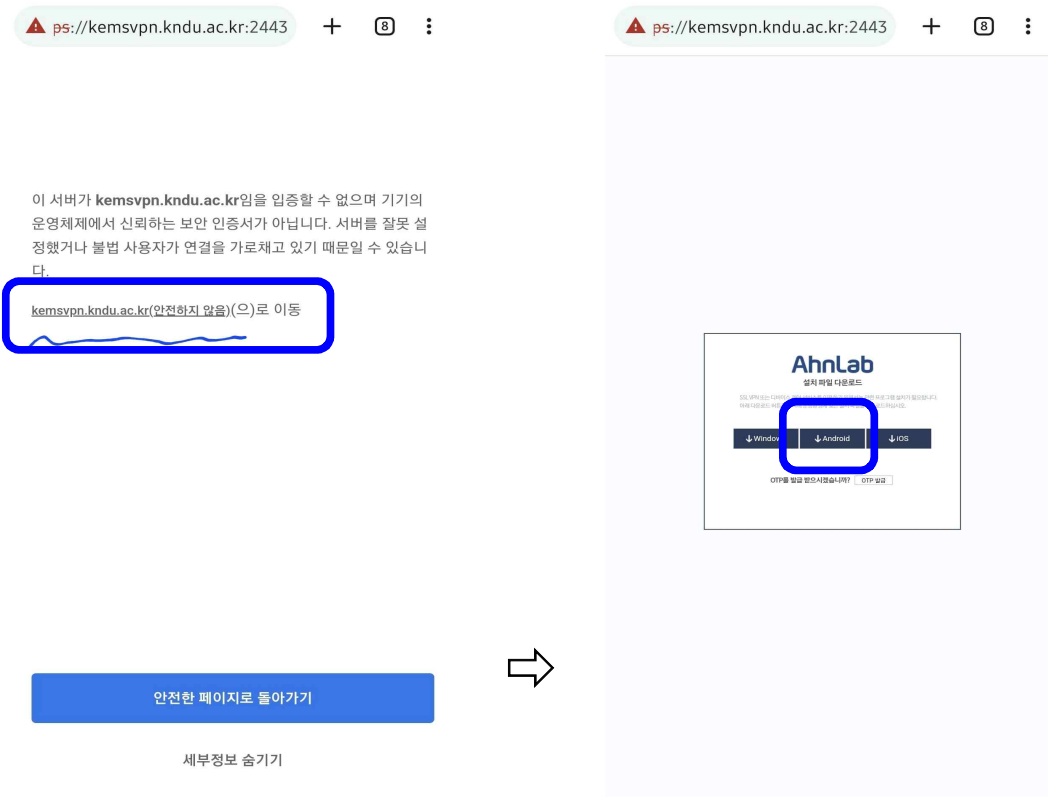 ps://kemsvpn.kndu.ac.kr:2443
8
이 서버가 kemsvpn.kndu.ac.kr임을 입증할 수 없으며 기기의
운영체제에서 신뢰하는 보안 인증서가 아닙니다. 서버를 잘못 설
정했거나 불법 사용자가 연결을 가로채고 있기 때문일 수 있습니
다.
kemsvpn.kndu.ac.kr(안전하지 않음)(으)로 이동
안전한 페이지로 돌아가기
세부정보 숨기기
ps://kemsvpn.kndu.ac.kr:2443
8
AhnLab
설치 파일 다운로드
SSL VPN 또는
Window
Android
iOS
OTP를 발급 받으시겠습니까? OTP 발급